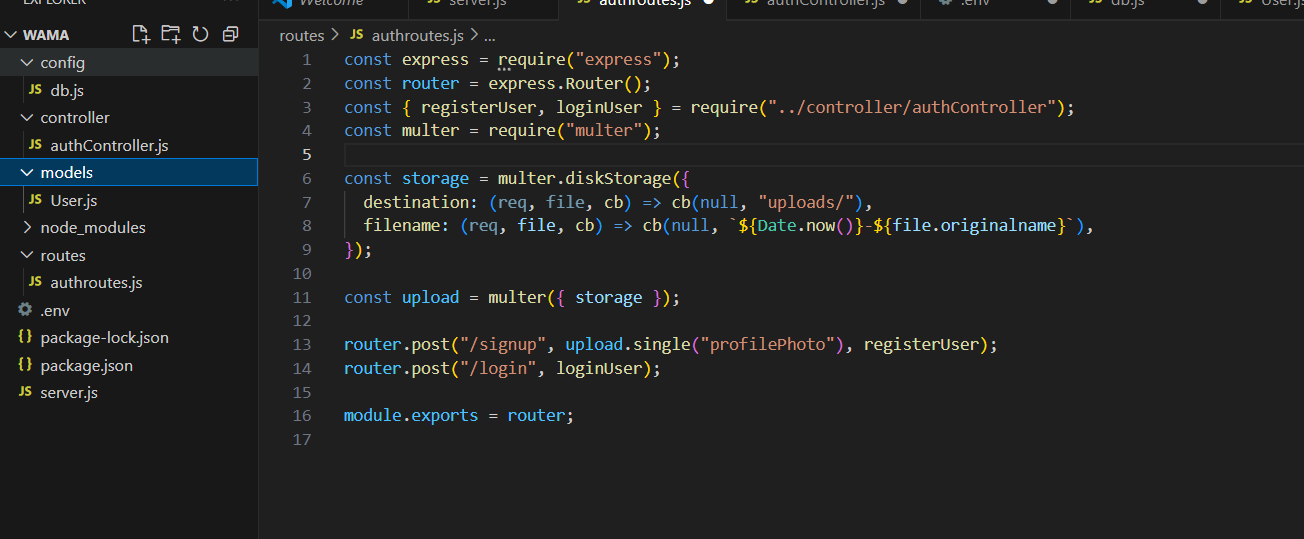 EXPLORER
Welcome
server.js
authroutes.js
authController.js
.env
db.js
User.js
WAMA
config
JS db.js
controller
JS authController.js
models
JS User.js
node_modules
routes
JS authroutes.js
.env
{} package-lock.json
{} package.json
JS server.js
routes > JS authroutes.js > ...
1 const express = require("express");
2 const router = express.Router();
3 const { registerUser, loginUser } = require("../controller/authController");
4 const multer = require("multer");
5
6 const storage = multer.diskStorage({
7 destination: (req, file, cb) => cb(null, "uploads/"),
8 filename: (req, file, cb) => cb(null, `${Date.now()}-${file.originalname}`),
9 });
10
11 const upload = multer({ storage });
12
13 router.post("/signup", upload.single("profilePhoto"), registerUser);
14 router.post("/login", loginUser);
15
16 module.exports = router;
17